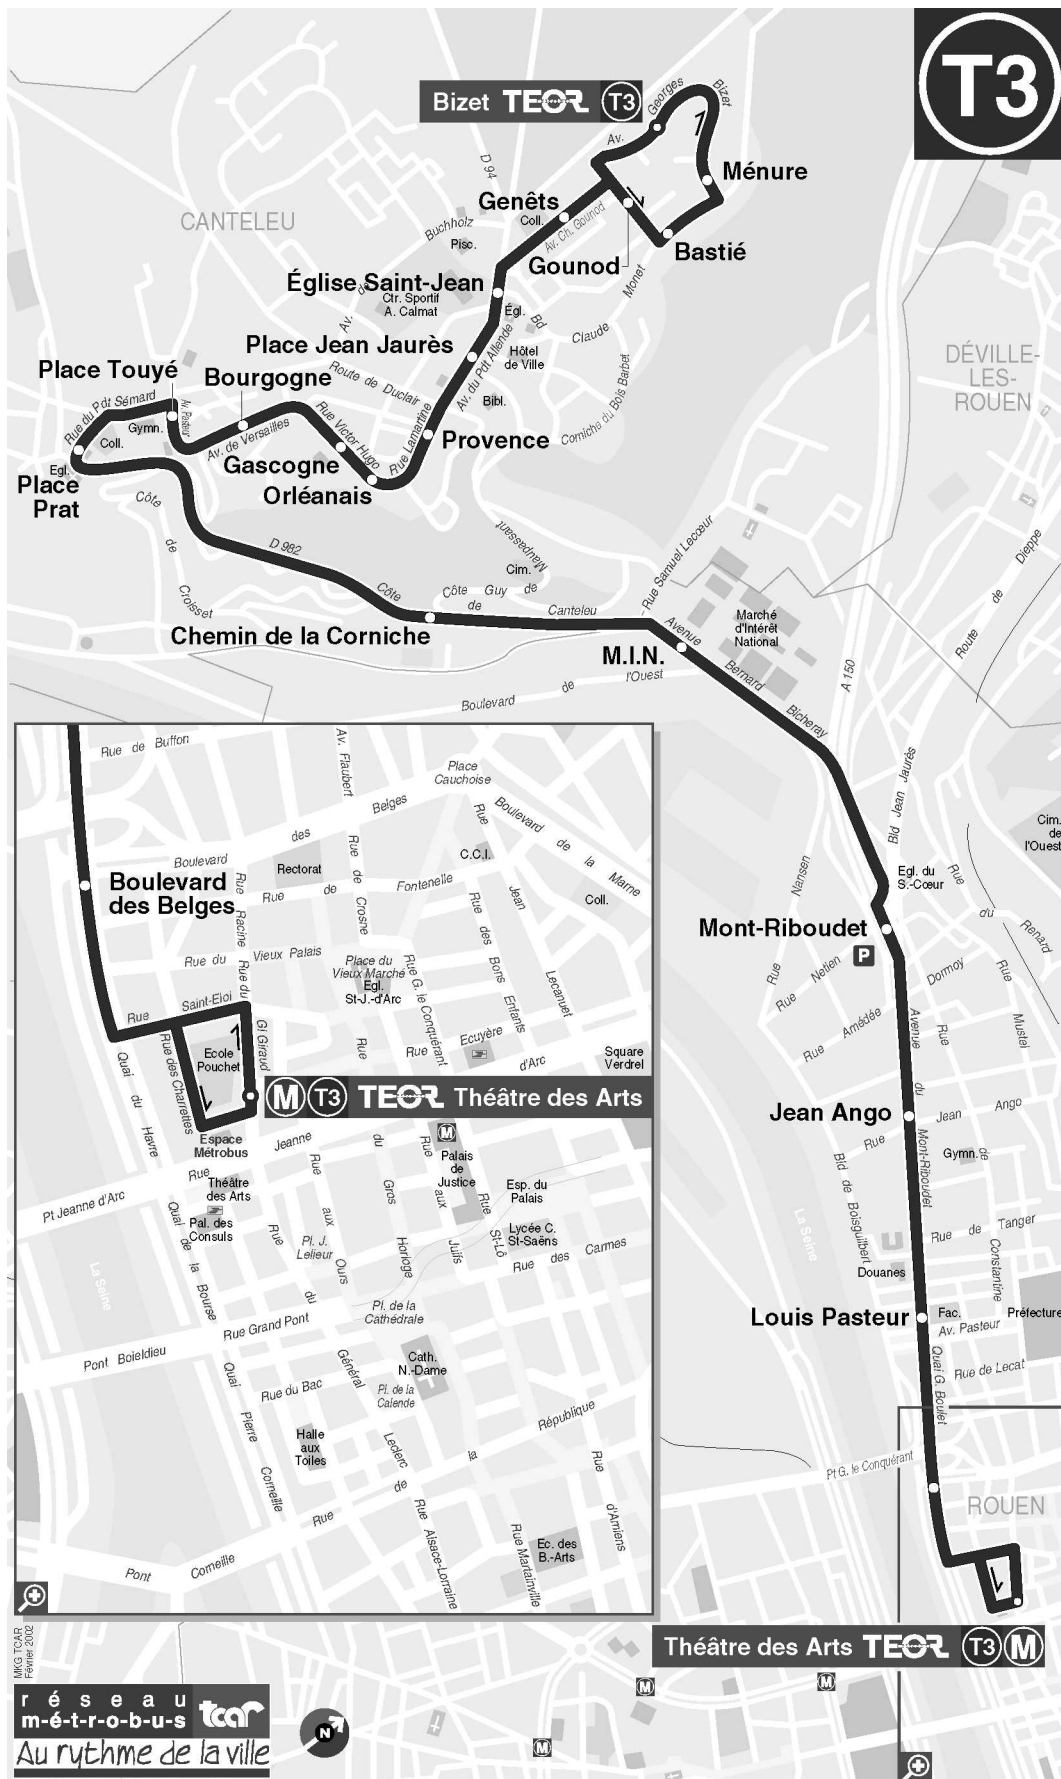 T3
Bizet TEOR T3
Av. Georges Bizet
Ménure
D 94
Genêts
Coll.
Av. Ch. Gounod
CANTELEU
Buchholz
Pisc.
Gounod
Bastié
Monet
Église Saint-Jean
Ctr. Sportif
A. Calmat
Av. de
Égl.
Bd
Claude
Place Jean Jaurès
Hôtel
de Ville
Av. du Pdt Allende
DÉVILLE-
LES-
ROUEN
Place Touyé
Bourgogne
Route de Duclair
Bibl.
Corniche du Bois Barbet
Rue du Pdt Sémard
Gymn.
Coll.
Av. Pasteur
Av. de Versailles
Rue Victor Hugo
Rue Lamartine
Provence
Gascogne
Orléanais
Egl.
Place
Prat
Côte
de
Croisset
D 982
Maupassant
Cim.
Côte Guy de
Côte
de
Canteleu
Rue Samuel Lecœur
Dieppe
de
Route
Chemin de la Corniche
Avenue
Bernard
Bicheray
Marché
d'Intérêt
National
M.I.N.
Boulevard de l'Ouest
A 150
Bld Jean Jaurès
Cim.
de
l'Ouest
Rue Nansen
Egl. du
S.-Cœur
Rue du Renard
Mont-Riboudet
P
Rue Netien
Rue Amédée Dormoy
Rue Mustel
Avenue du Mont-Riboudet
Rue
de
Constantine
Jean Ango
Rue Jean Ango
Gymn.
Bld de Boisguilbert
La Seine
Rue de Tanger
Douanes
Louis Pasteur
Fac.
Préfecture
Av. Pasteur
Quai G. Boulet
Rue de Lecat
Pt G. le Conquérant
ROUEN
Théâtre des Arts TEOR T3 M
Rue de Buffon
Av. Flaubert
Place
Cauchoise
Boulevard des Belges
Rue Jean Lecanuet
Boulevard de la Marne
C.C.I.
Rectorat
Rue de Crosne
Boulevard
des Belges
Rue Racine
Rue de Fontenelle
Coll.
Rue des Bons Enfants
Rue du Vieux Palais
Place du
Vieux Marché
Egl.
St-J.-d'Arc
Rue G. le Conquérant
Rue Saint-Eloi
Rue du Gl Giraud
Ecole
Pouchet
Rue des Charrettes
Rue Ecuyère
Square
Verdrel
Quai du Havre
M T3 TEOR Théâtre des Arts
Espace
Métrobus
Rue Jeanne d'Arc
M
Palais
de
Justice
Rue du Gros Horloge
Rue aux Juifs
Esp. du
Palais
Pt Jeanne d'Arc
Théâtre
des Arts
Pal. des
Consuls
Rue aux Ours
Pl. J.
Lelieur
Rue St-Lô
Lycée C.
St-Saëns
Rue des Carmes
La Seine
Quai de la Bourse
Rue du Général Leclerc
Rue Grand Pont
Pl. de la
Cathédrale
Pont Boieldieu
Cath.
N.-Dame
Rue du Bac
Pl. de la
Calende
Quai Pierre Corneille
Halle
aux
Toiles
Rue de la République
Rue d'Amiens
Rue Alsace-Lorraine
Rue Martainville
Ec. des
B.-Arts
Pont Corneille
MKG TCAR
Février 2002
réseau
m-é-t-r-o-b-u-s tcar
Au rythme de la ville
N
M
M
M